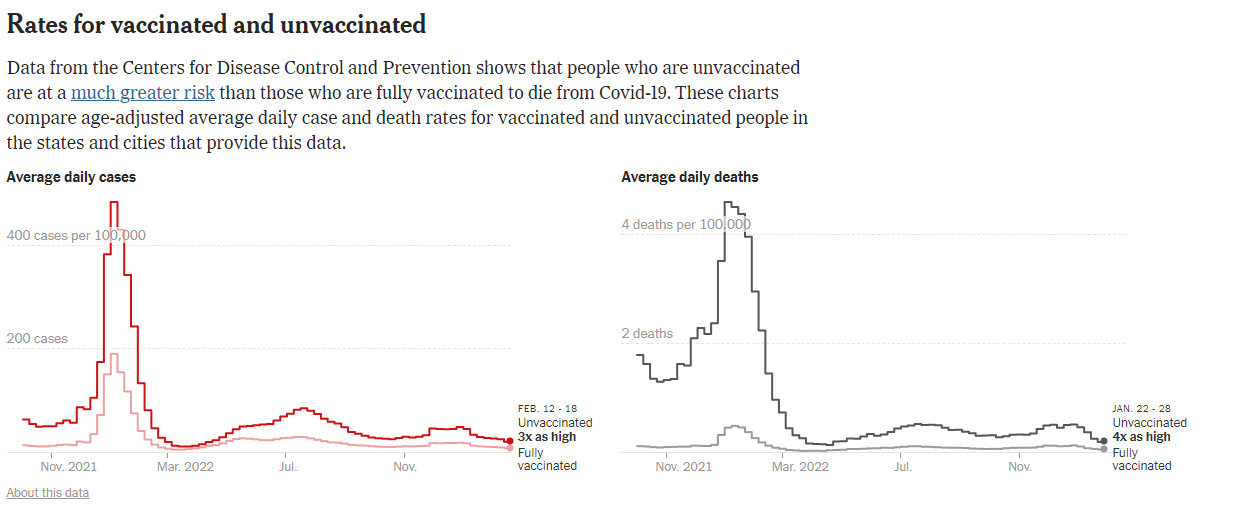 Rates for vaccinated and unvaccinated
Data from the Centers for Disease Control and Prevention shows that people who are unvaccinated
are at a much greater risk than those who are fully vaccinated to die from Covid-19. These charts
compare age-adjusted average daily case and death rates for vaccinated and unvaccinated people in
the states and cities that provide this data.
Average daily cases
400 cases per 100,000
200 cases
FEB. 12 - 18
Unvaccinated
3x as high
Fully
vaccinated
Nov. 2021
Mar. 2022
Jul.
Nov.
Average daily deaths
4 deaths per 100,000
2 deaths
JAN. 22 - 28
Unvaccinated
4x as high
Fully
vaccinated
Nov. 2021
Mar. 2022
Jul.
Nov.
About this data